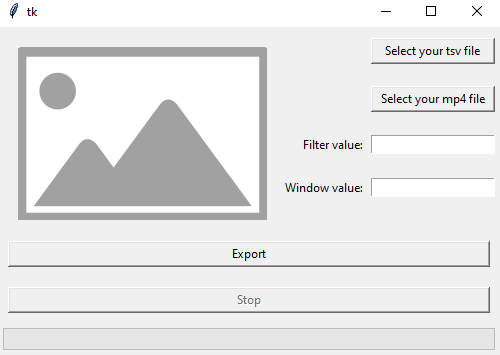 tk
Select your tsv file
Select your mp4 file
Filter value:
Window value:
Export
Stop